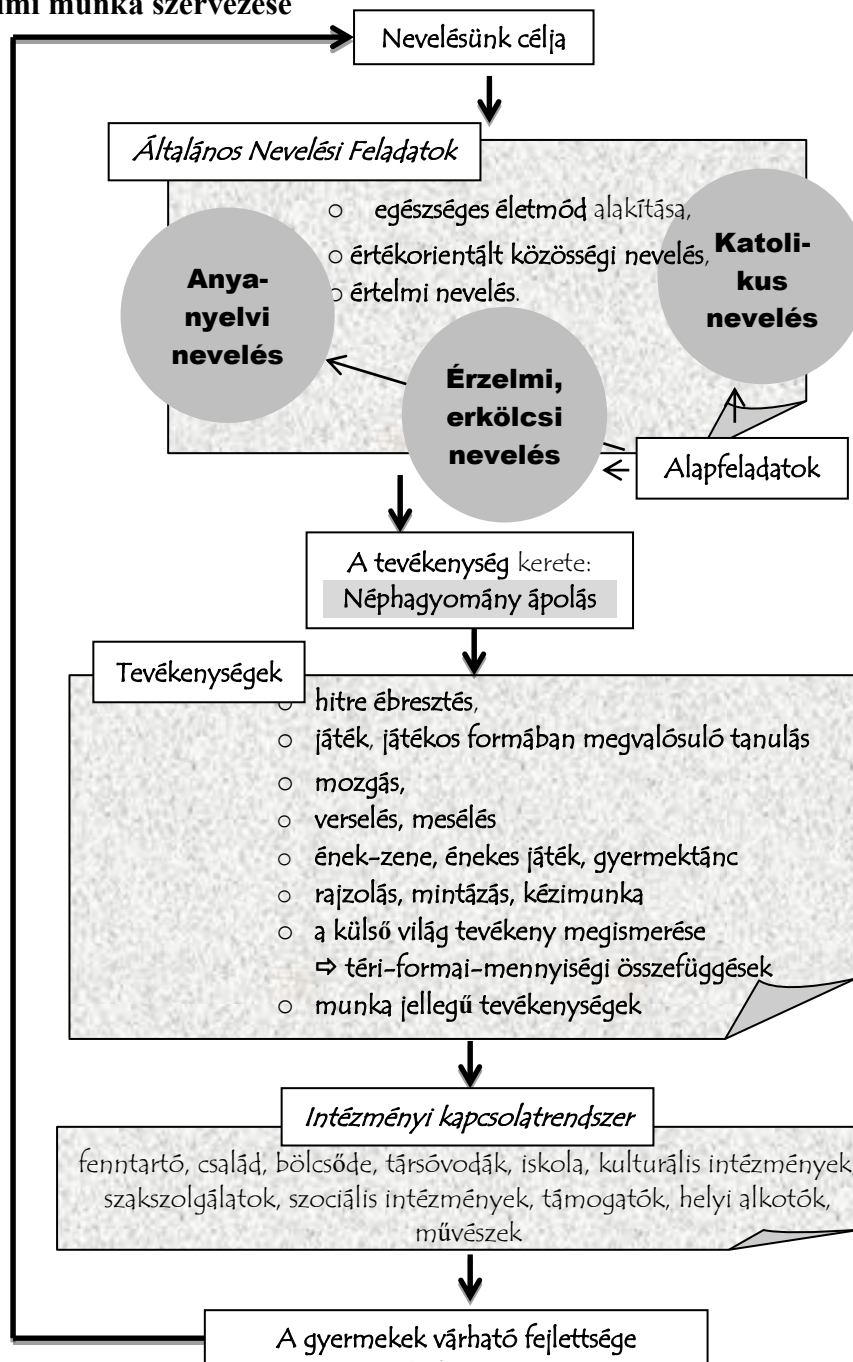 munka szervezése
Nevelésünk célja
Általános Nevelési Feladatok
○ egészséges életmód alakítása,
○ értékorientált közösségi nevelés,
○ értelmi nevelés.
Anya-
nyelvi
nevelés
Katoli-
kus
nevelés
Érzelmi,
erkölcsi
nevelés
Alapfeladatok
A tevékenység kerete:
Néphagyomány ápolás
Tevékenységek
○ hitre ébresztés,
○ játék, játékos formában megvalósuló tanulás
○ mozgás,
○ verselés, mesélés
○ ének-zene, énekes játék, gyermektánc
○ rajzolás, mintázás, kézimunka
○ a külső világ tevékeny megismerése
⇨ téri-formai-mennyiségi összefüggések
○ munka jellegű tevékenységek
Intézményi kapcsolatrendszer
fenntartó, család, bölcsőde, társóvodák, iskola, kulturális intézmények
szakszolgálatok, szociális intézmények, támogatók, helyi alkotók,
művészek
A gyermekek várható fejlettsége